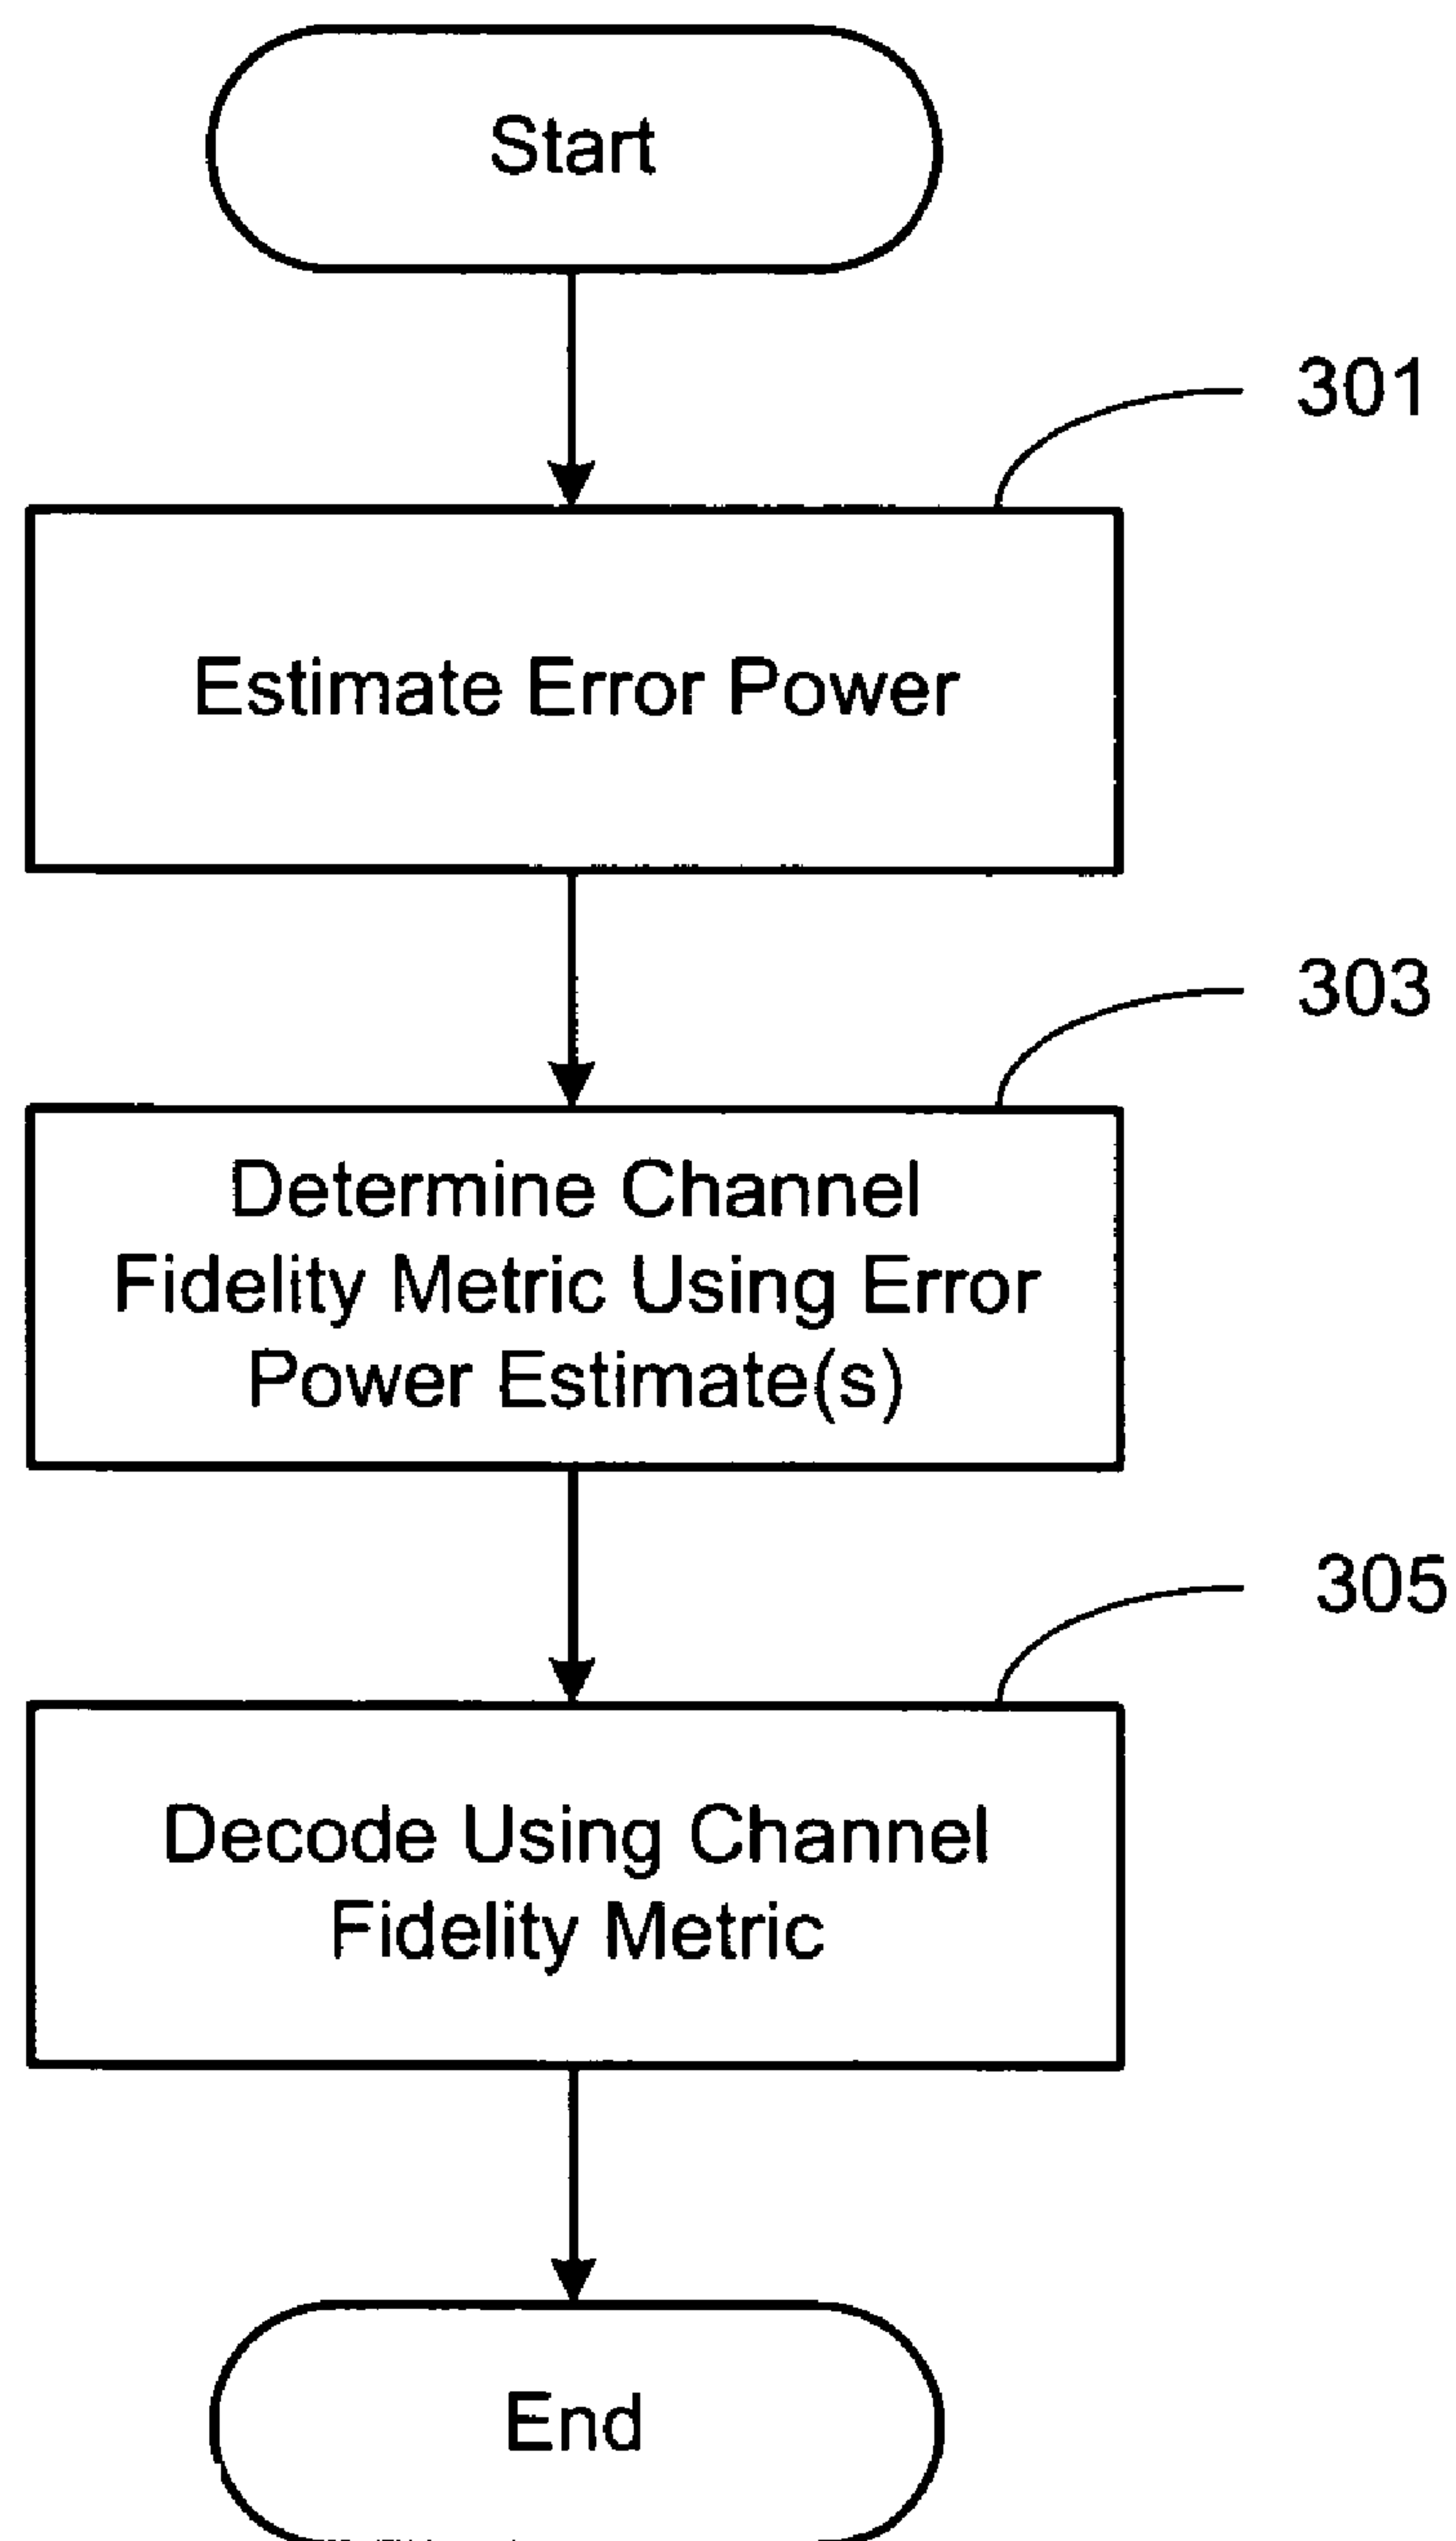 Start
301
Estimate Error Power
303
Determine Channel
Fidelity Metric Using Error
Power Estimate(s)
305
Decode Using Channel
Fidelity Metric
End